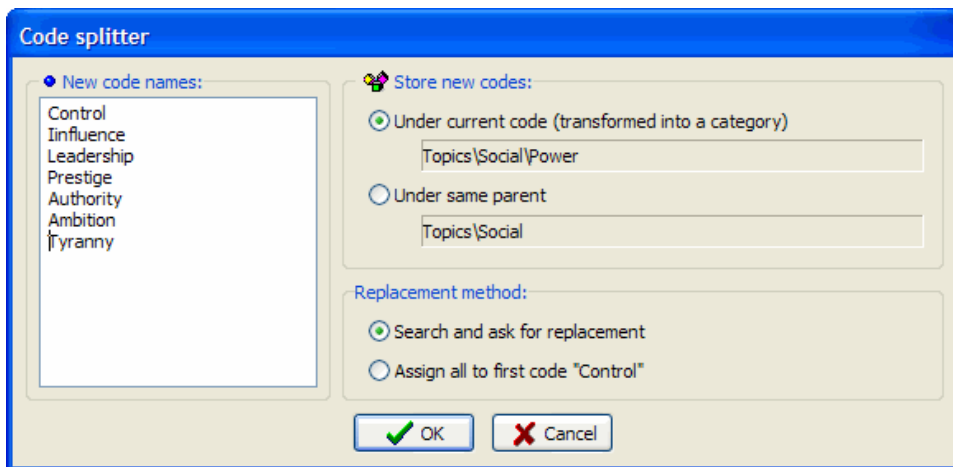 Code splitter
New code names:
Control
Iinfluence
Leadership
Prestige
Authority
Ambition
Tyranny
Store new codes:
Under current code (transformed into a category)
Topics\Social\Power
Under same parent
Topics\Social
Replacement method:
Search and ask for replacement
Assign all to first code "Control"
OK
Cancel